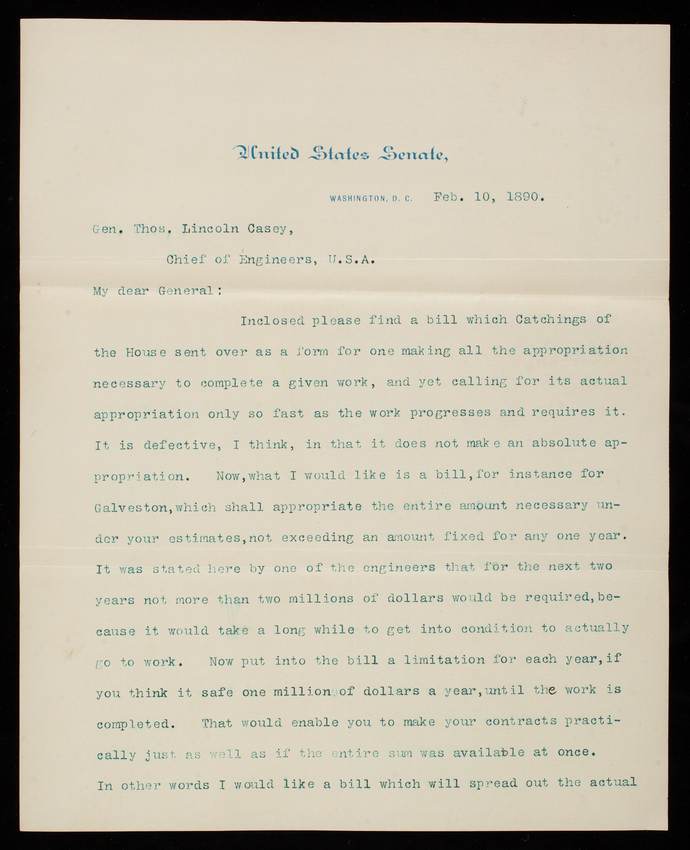 United States Senate,
WASHINGTON, D. C. Feb. 10, 1890.
Gen. Thos. Lincoln Casey,
Chief of Engineers, U.S.A.
My dear General:
Inclosed please find a bill which Catchings of
the House sent over as a form for one making all the appropriation
necessary to complete a given work, and yet calling for its actual
appropriation only so fast as the work progresses and requires it.
It is defective, I think, in that it does not make an absolute ap-
propriation. Now,what I would like is a bill,for instance for
Galveston,which shall appropriate the entire amount necessary un-
der your estimates,not exceeding an amount fixed for any one year.
It was stated here by one of the engineers that for the next two
years not more than two millions of dollars would be required,be-
cause it would take a long while to get into condition to actually
go to work. Now put into the bill a limitation for each year,if
you think it safe one million of dollars a year,until the work is
completed. That would enable you to make your contracts practi-
cally just as well as if the entire sum was available at once.
In other words I would like a bill which will spread out the actual